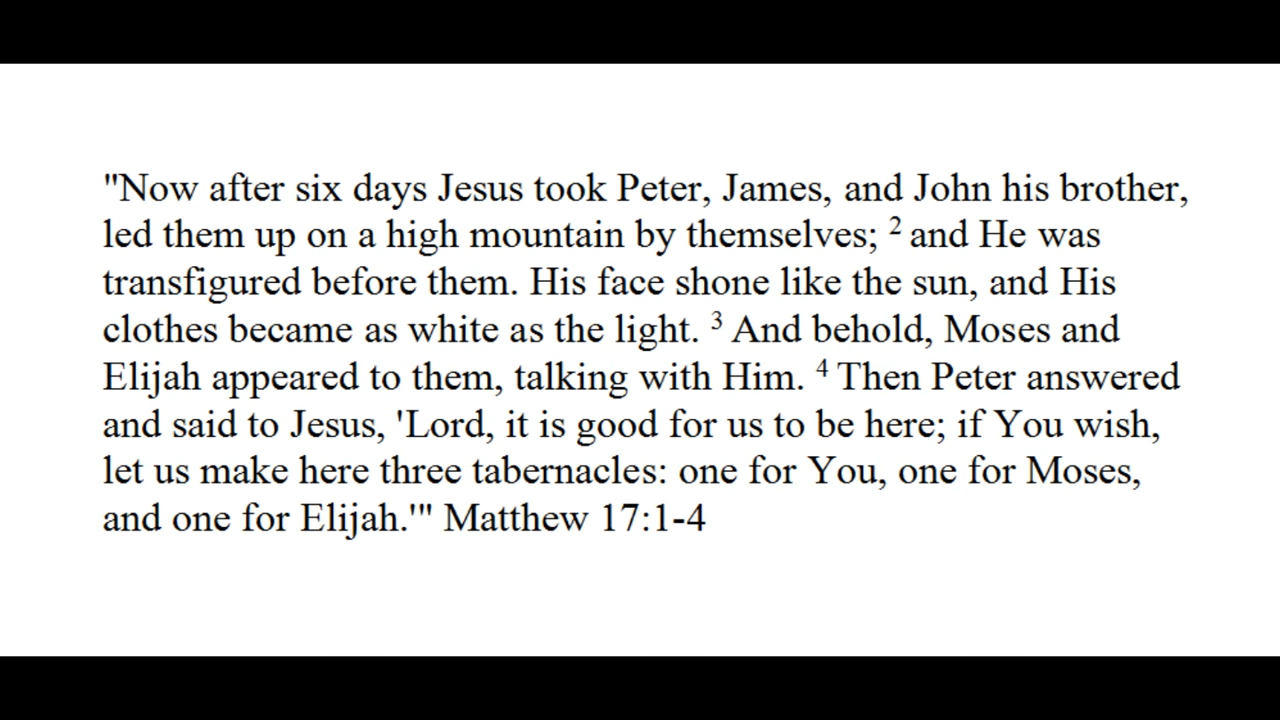 "Now after six days Jesus took Peter, James, and John his brother,
led them up on a high mountain by themselves; 2 and He was
transfigured before them. His face shone like the sun, and His
clothes became as white as the light. 3 And behold, Moses and
Elijah appeared to them, talking with Him. 4 Then Peter answered
and said to Jesus, 'Lord, it is good for us to be here; if You wish,
let us make here three tabernacles: one for You, one for Moses,
and one for Elijah.'" Matthew 17:1-4